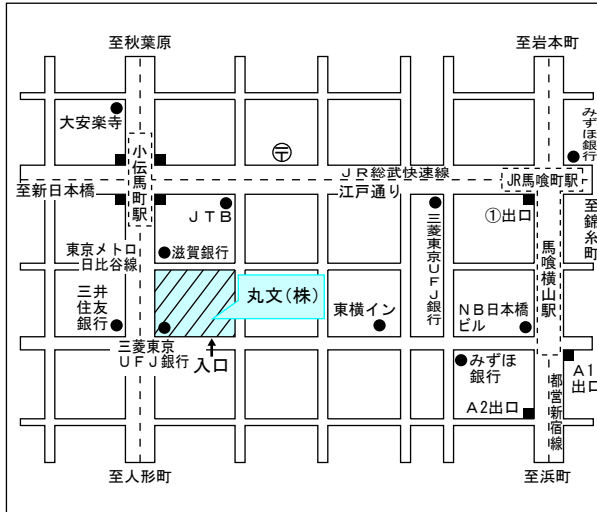 至秋葉原
至岩本町
大安楽寺
みずほ銀行
小伝馬町駅
〒
JR総武快速線
JR馬喰町駅
至新日本橋
江戸通り
至錦糸町
JTB
①出口
三菱東京UFJ銀行
馬喰横山駅
東京メトロ
日比谷線
滋賀銀行
丸文(株)
三井
住友
銀行
東横イン
NB日本橋
ビル
三菱東京
UFJ銀行
入口
みずほ
銀行
A1
出口
都営新宿線
A2出口
至人形町
至浜町